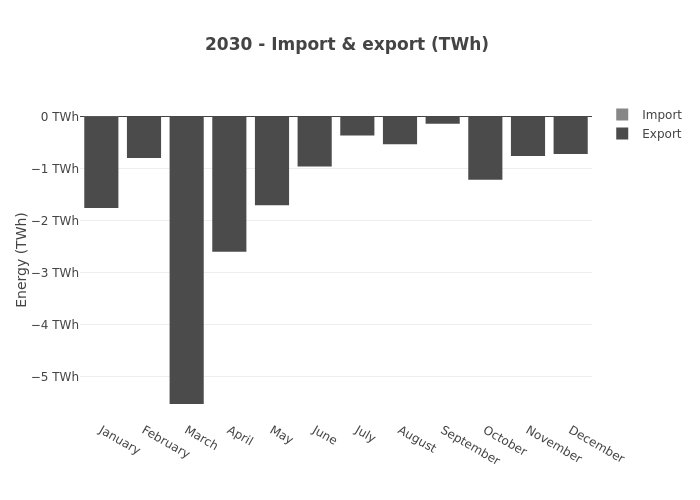 2030 - Import & export (TWh)
Import
Export
Energy (TWh)
0 TWh
−1 TWh
−2 TWh
−3 TWh
−4 TWh
−5 TWh
January
February
March
April
May
June
July
August
September
October
November
December